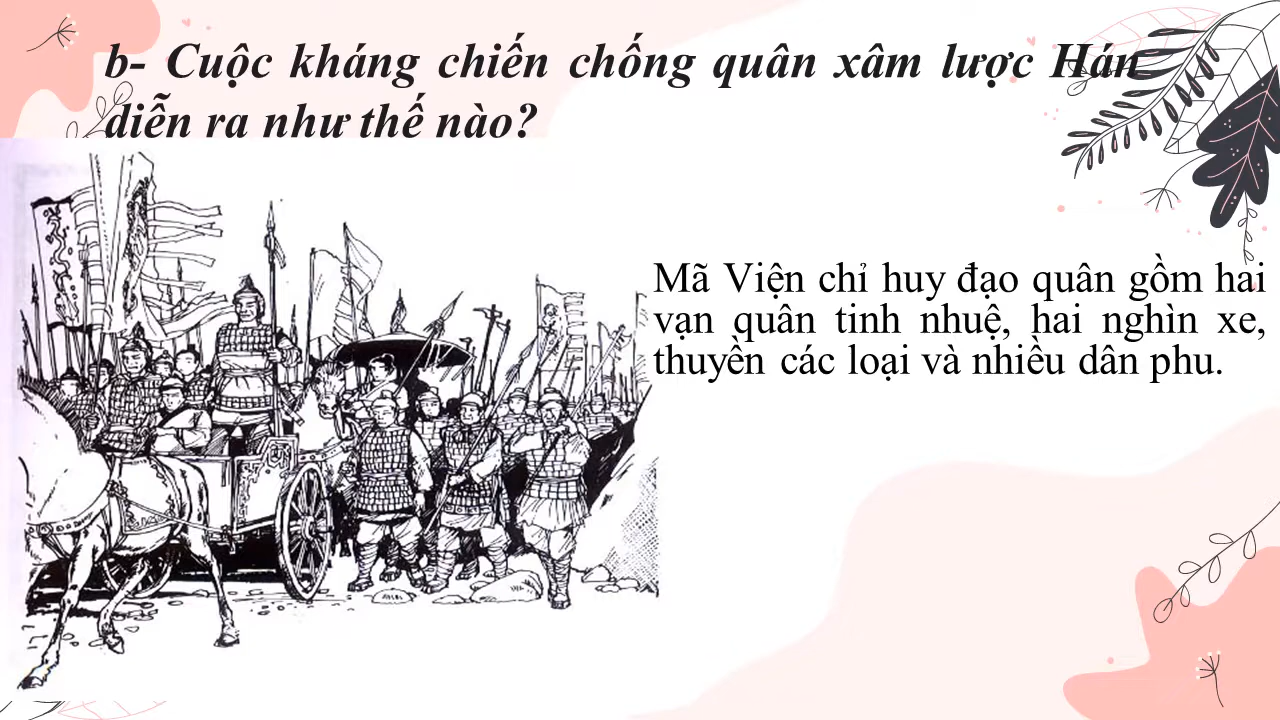 b- Cuộc kháng chiến chống quân xâm lược Hán
diễn ra như thế nào?
Mã Viện chỉ huy đạo quân gồm hai
vạn quân tinh nhuệ, hai nghìn xe,
thuyền các loại và nhiều dân phu.